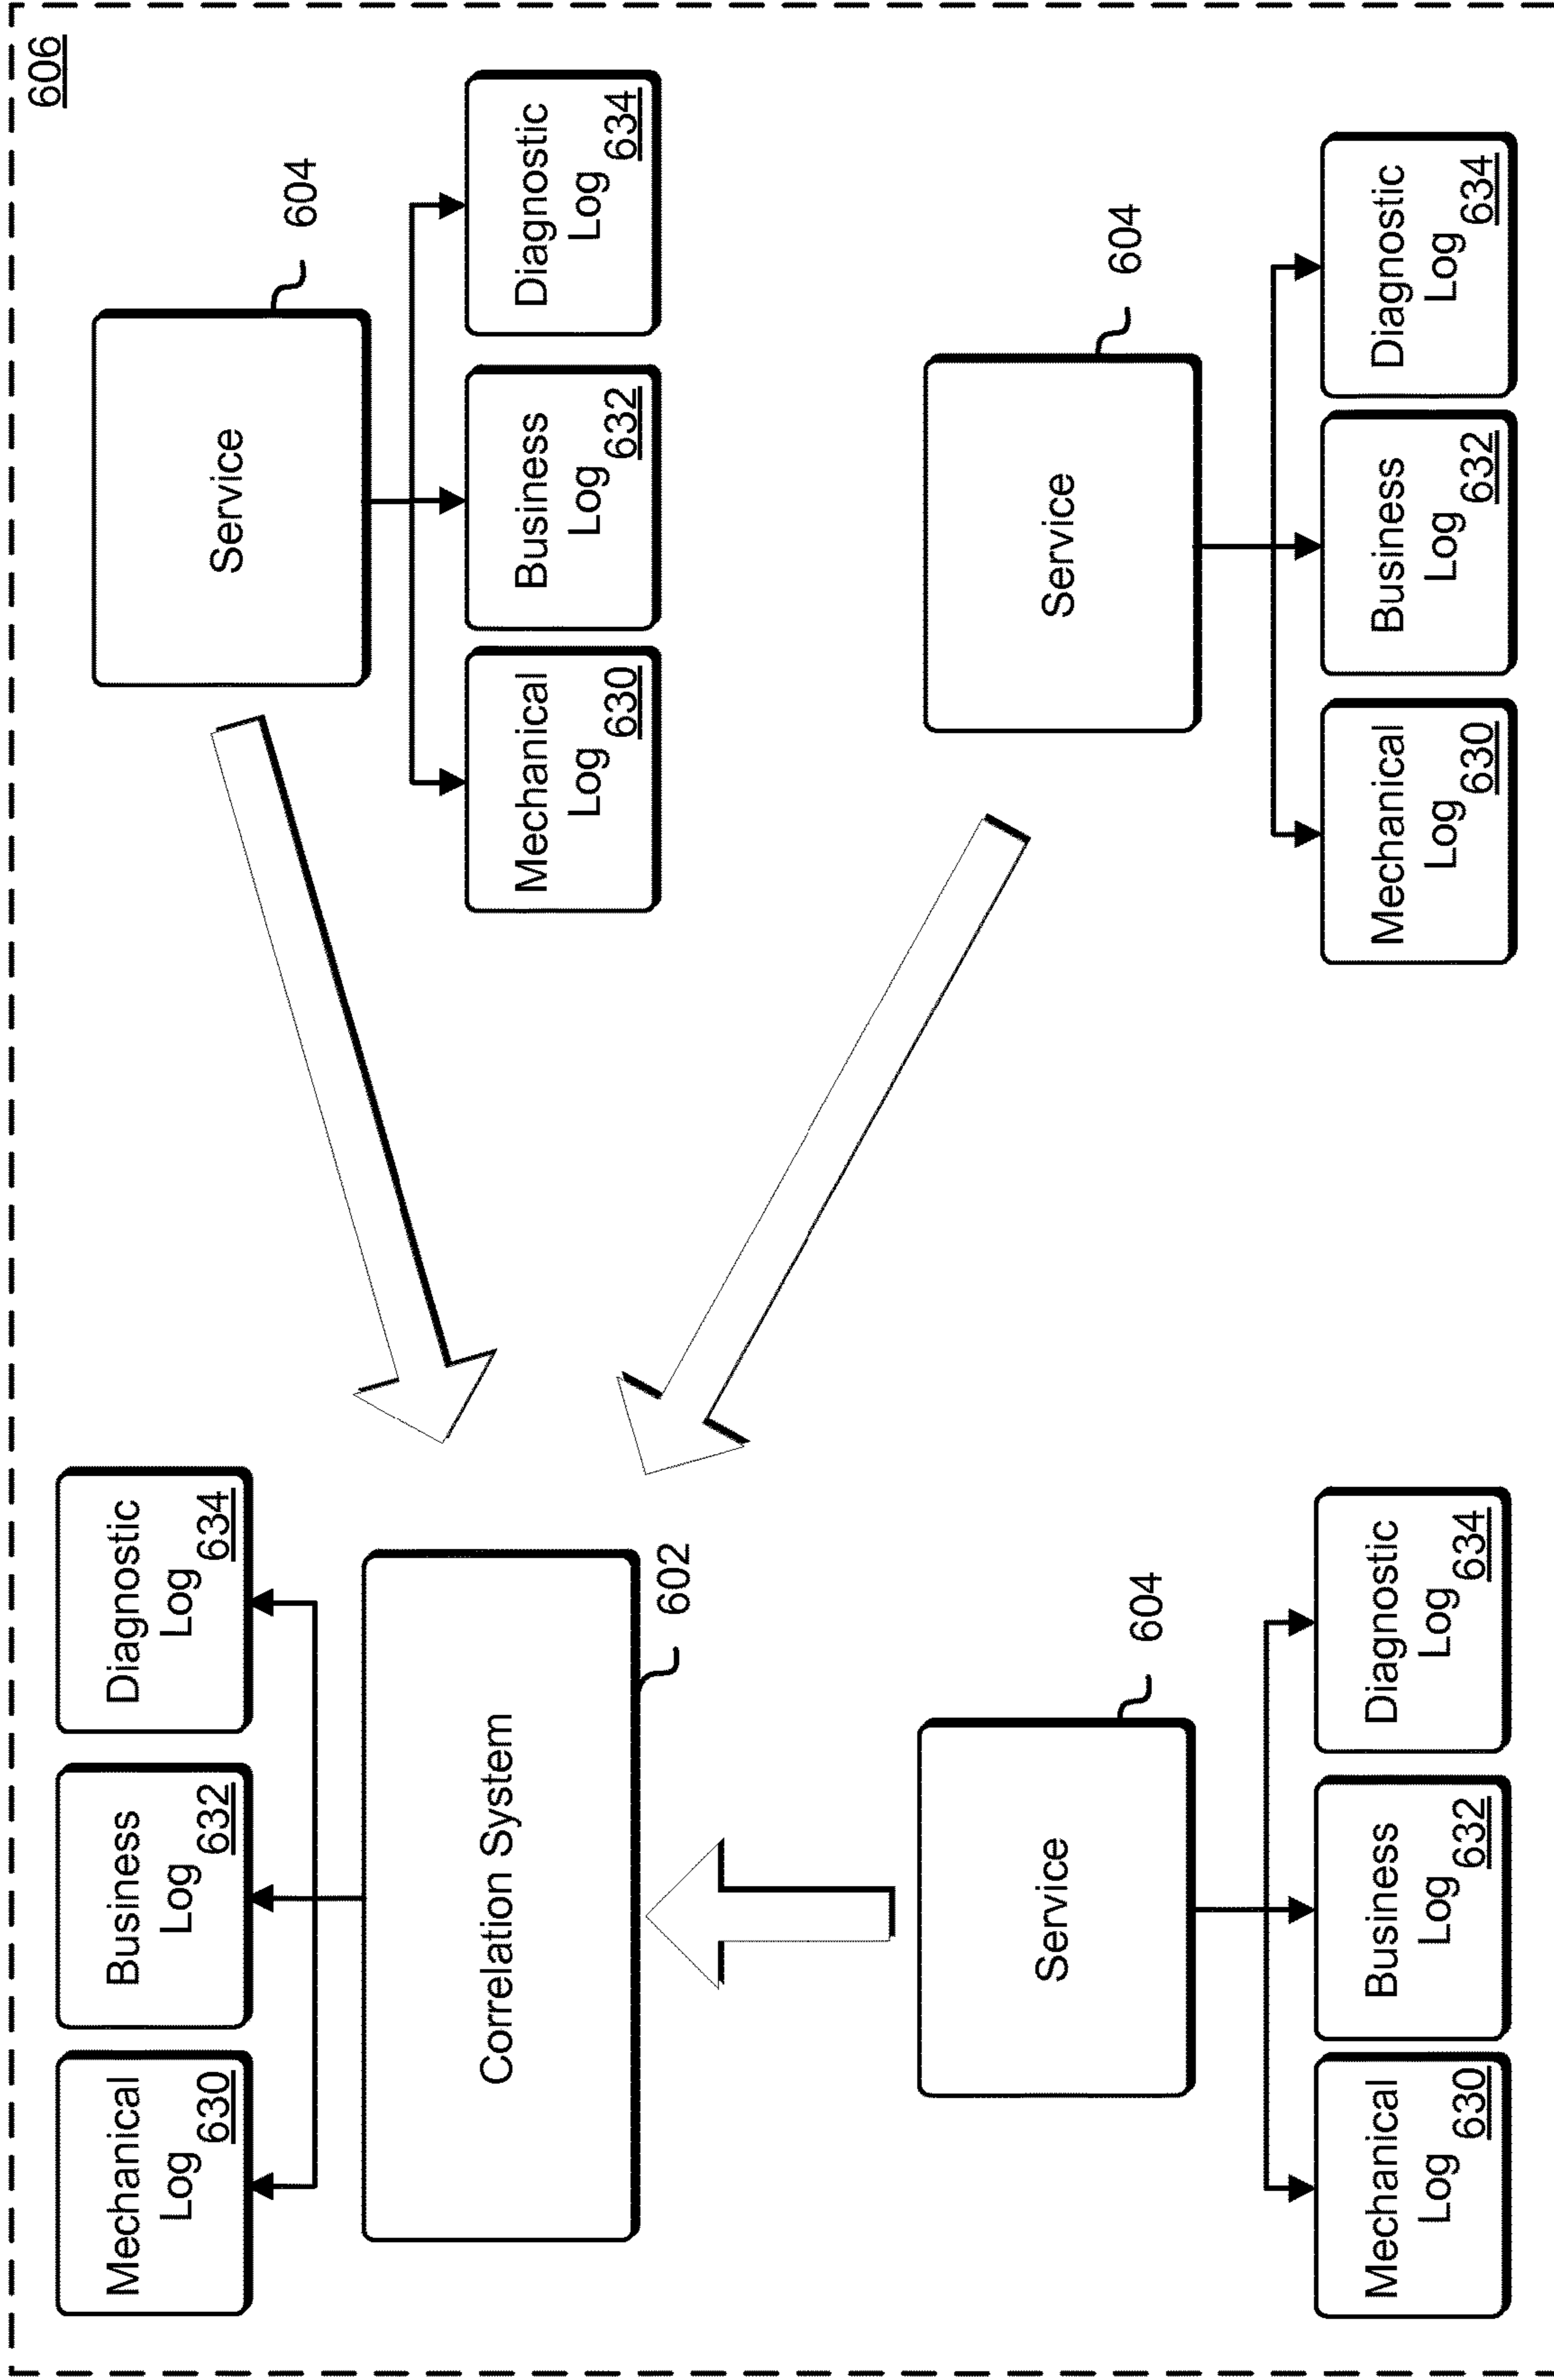 606
Mechanical
Log
630
Business
Log
632
Diagnostic
Log
634
Correlation System
602
Service
604
Mechanical
Log
630
Business
Log
632
Diagnostic
Log
634
Service
604
Mechanical
Log
630
Business
Log
632
Diagnostic
Log
634
Service
604
Mechanical
Log
630
Business
Log
632
Diagnostic
Log
634